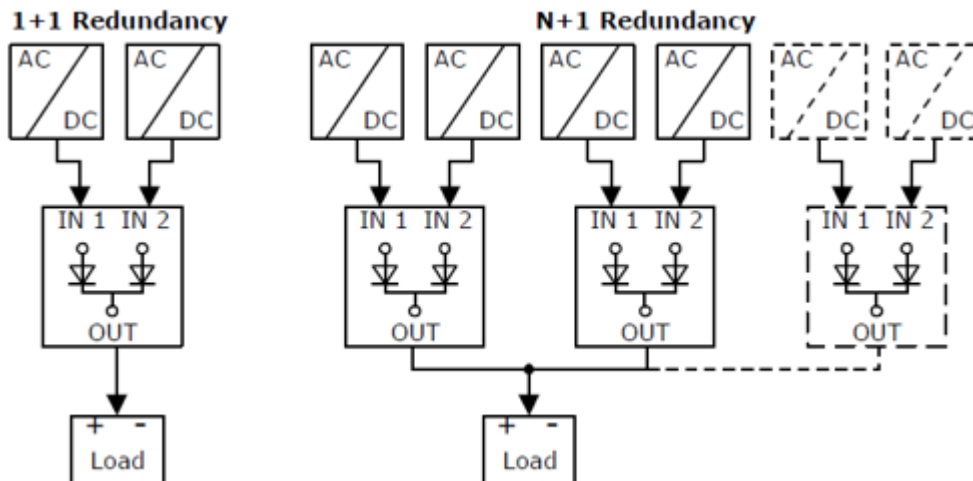 1+1 Redundancy
N+1 Redundancy
AC AC AC AC AC AC AC AC
DC DC DC DC DC DC DC DC
IN 1 IN 2 IN 1 IN 2 IN 1 IN 2 IN 1 IN 2
OUT OUT OUT OUT
+ - + -
Load Load